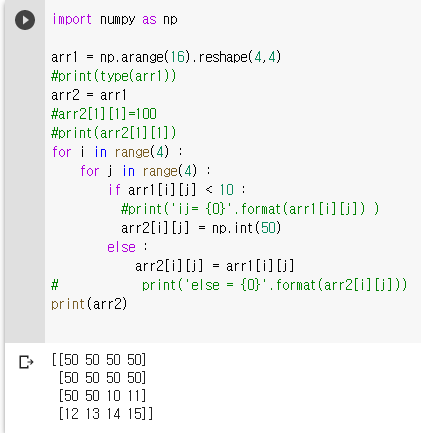 import numpy as np

arr1 = np.arange(16).reshape(4,4)
#print(type(arr1))
arr2 = arr1
#arr2[1][1]=100
#print(arr2[1][1])
for i in range(4) :
    for j in range(4) :
        if arr1[i][j] < 10 :
          #print('ij= {0}'.format(arr1[i][j]) )
          arr2[i][j] = np.int(50)
        else :
            arr2[i][j] = arr1[i][j]
#            print('else = {0}'.format(arr2[i][j]))
print(arr2)

[[50 50 50 50]
 [50 50 50 50]
 [50 50 10 11]
 [12 13 14 15]]